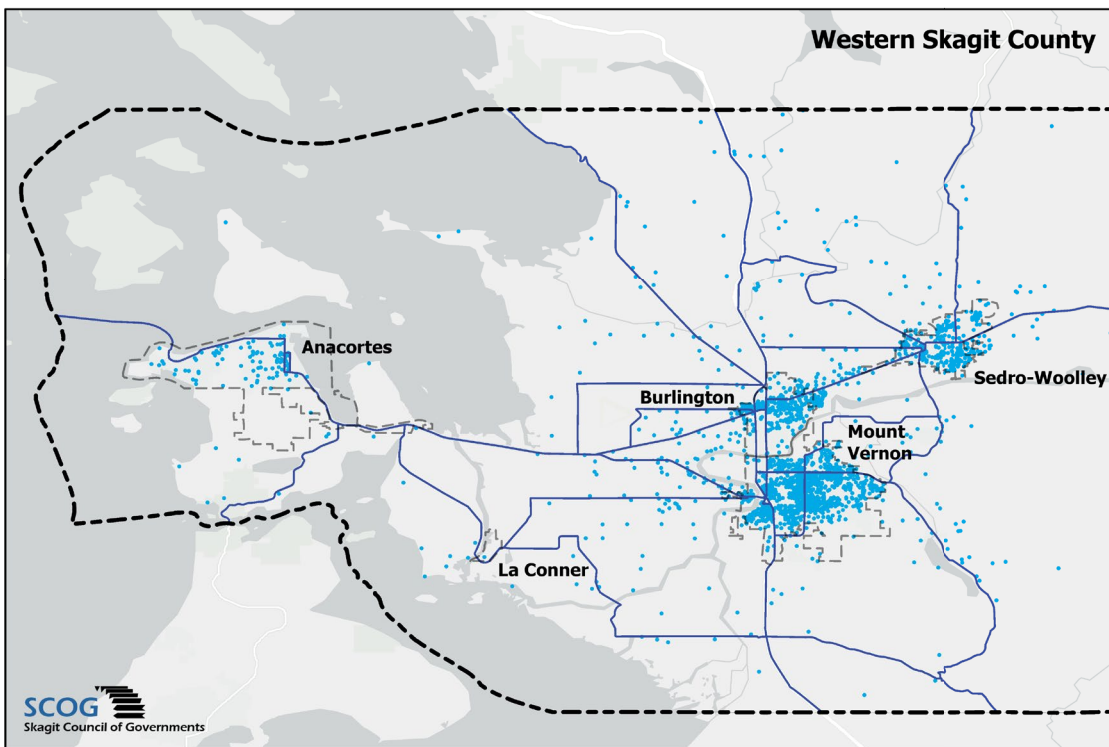 Western Skagit County
Anacortes
Burlington
Sedro-Woolley
Mount
Vernon
La Conner
SCOG
Skagit Council of Governments